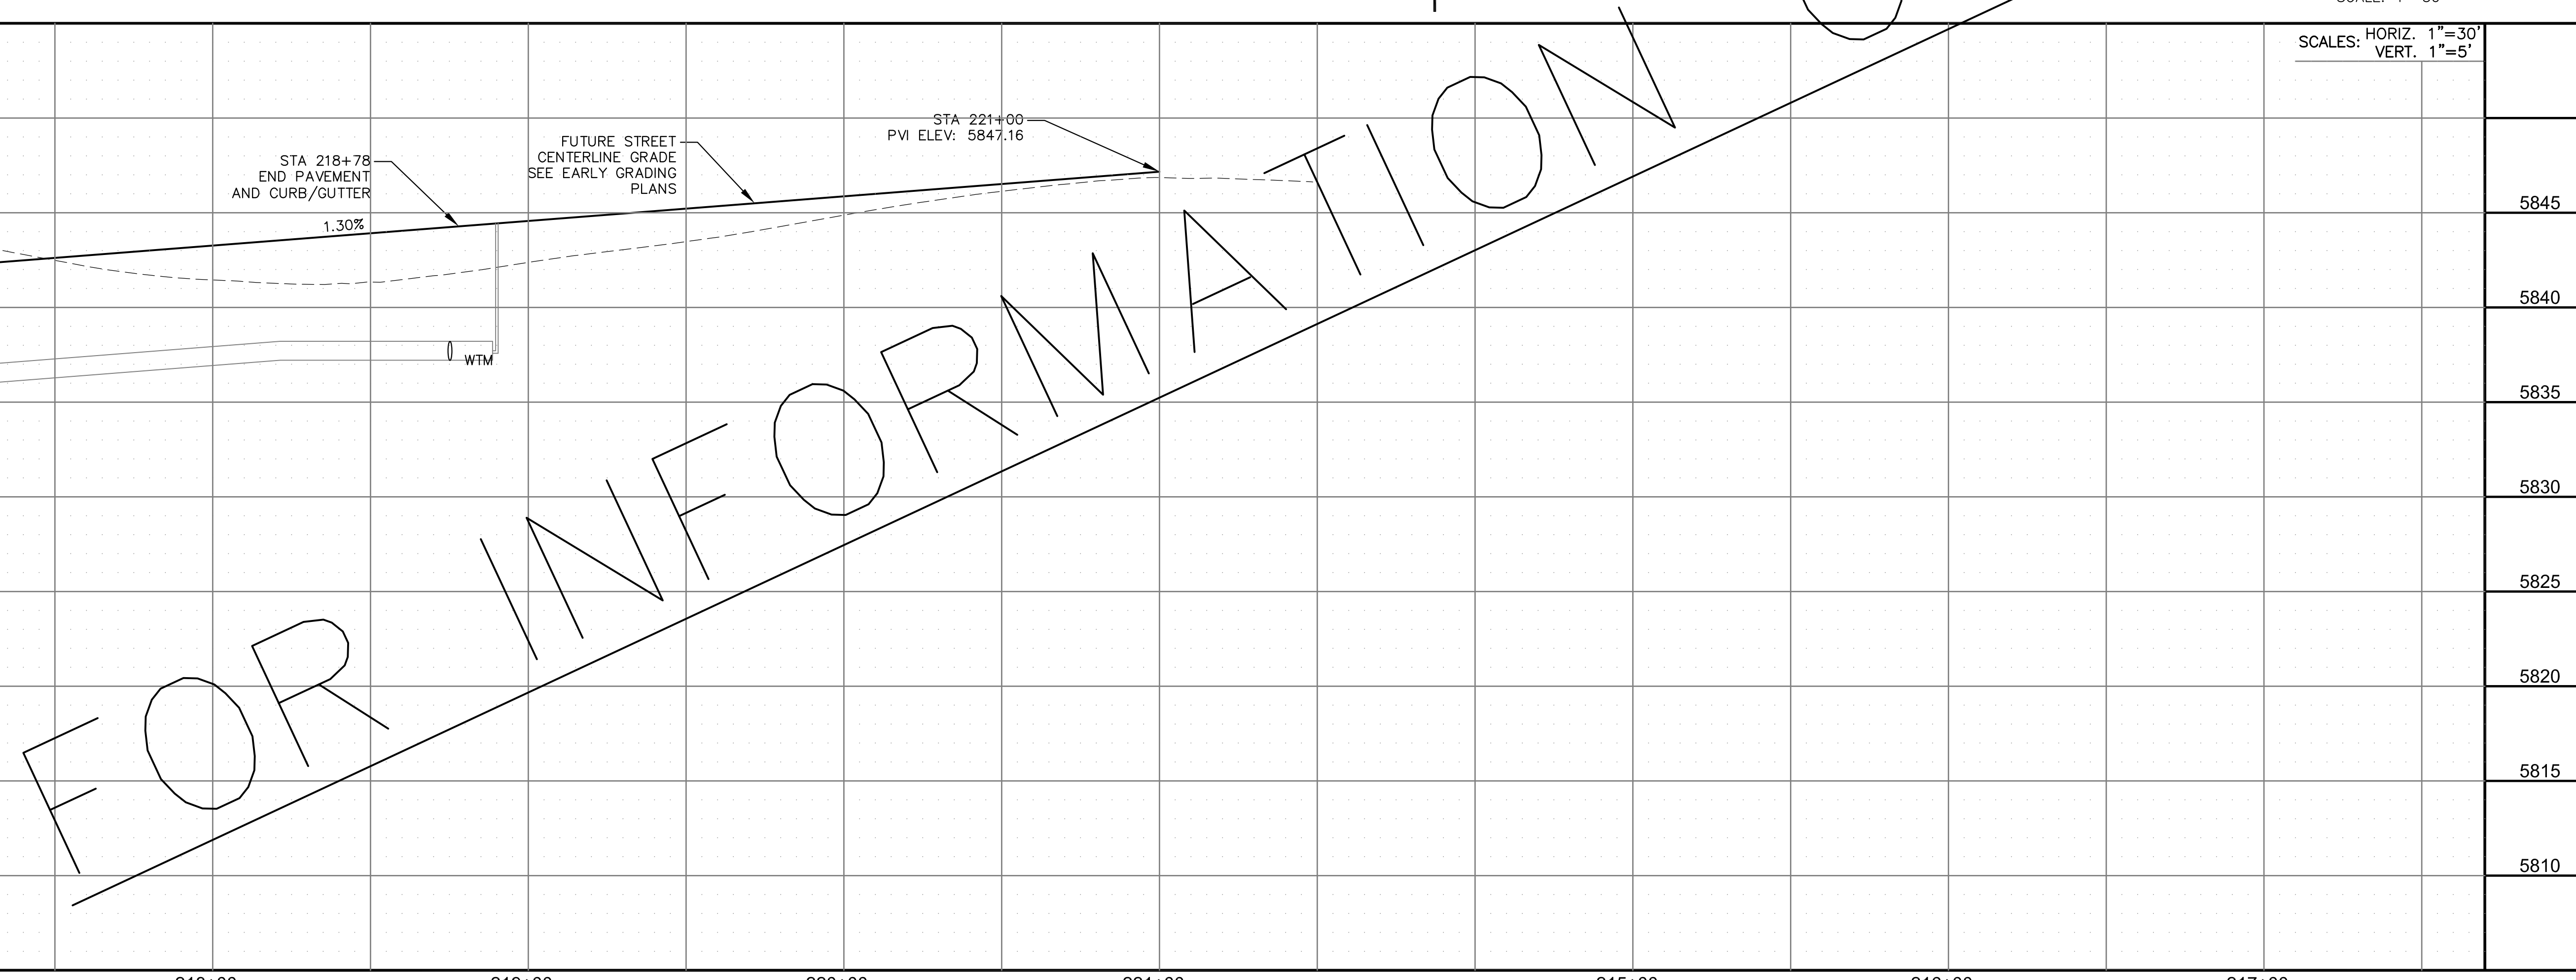 SCALES: HORIZ. 1"=30'
VERT. 1"=5'
STA 221+00
PVI ELEV: 5847.16
FUTURE STREET
CENTERLINE GRADE
SEE EARLY GRADING
PLANS
STA 218+78
END PAVEMENT
AND CURB/GUTTER
1.30%
WTM
FOR INFORMATION
5845
5840
5835
5830
5825
5820
5815
5810